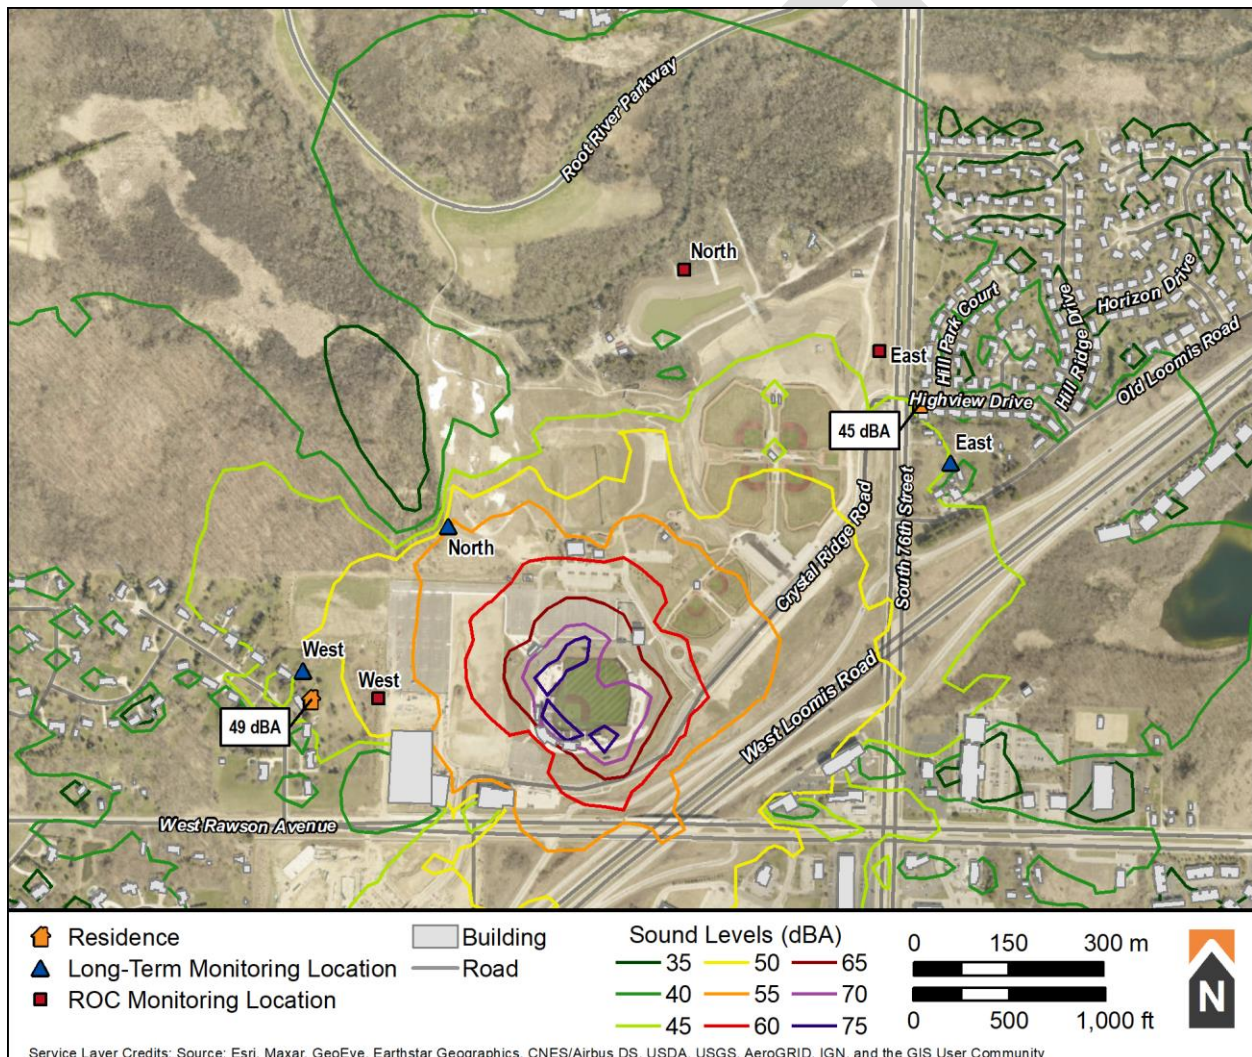 Root River Parkway
North
East
Hill Park Court
Hill Ridge Drive
Horizon Drive
Old Loomis Road
Highview Drive
45 dBA
East
South 76th Street
Crystal Ridge Road
North
West
West
49 dBA
West Loomis Road
West Rawson Avenue
Residence
Long-Term Monitoring Location
ROC Monitoring Location
Building
Road
Sound Levels (dBA)
35 50 65
40 55 70
45 60 75
0 150 300 m
0 500 1,000 ft
N
Service Layer Credits: Source: Esri, Maxar, GeoEye, Earthstar Geographics, CNES/Airbus DS, USDA, USGS, AeroGRID, IGN, and the GIS User Community